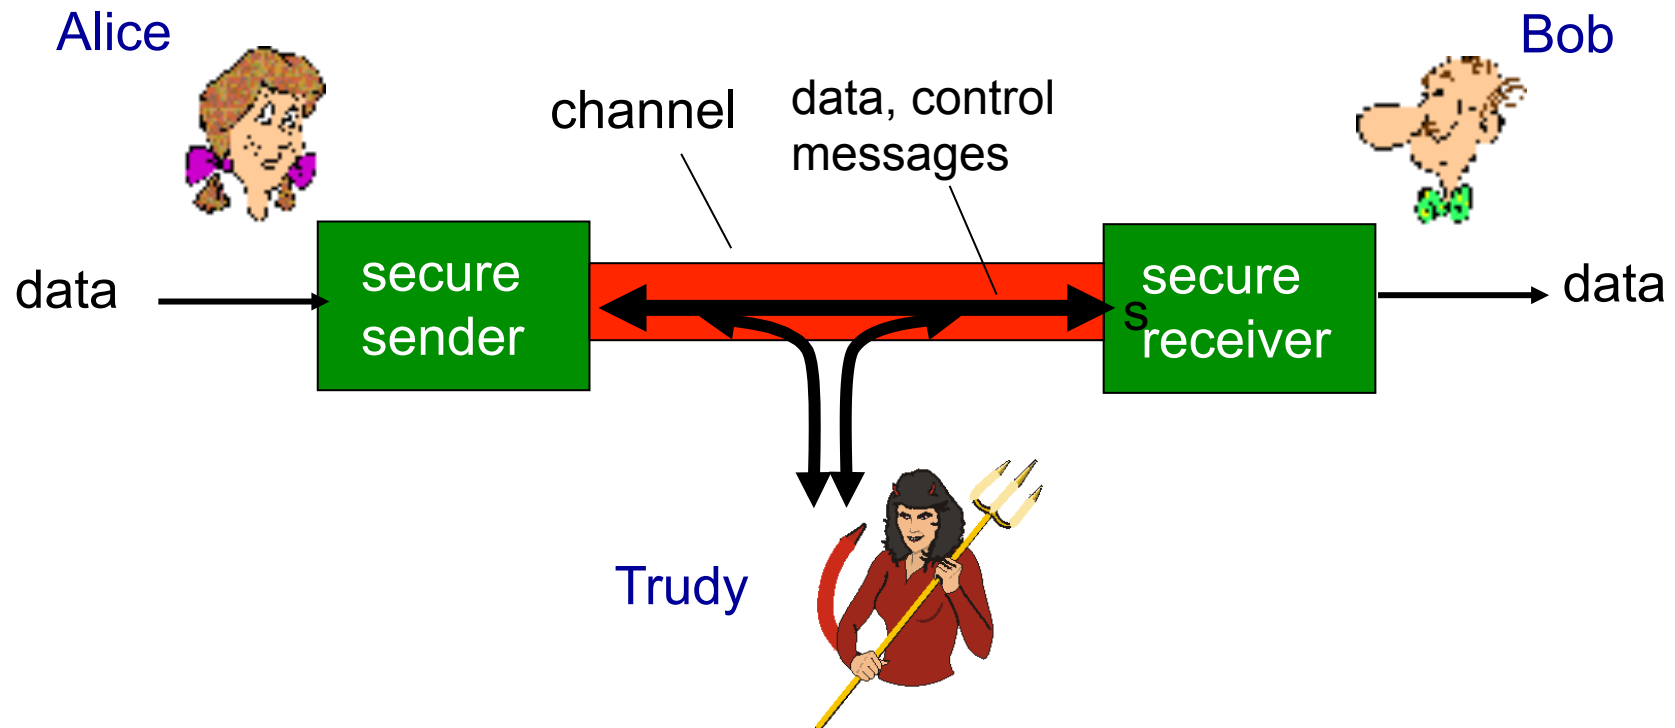 Alice
Bob
channel
data, control
messages
data
secure
sender
s
secure
receiver
data
Trudy